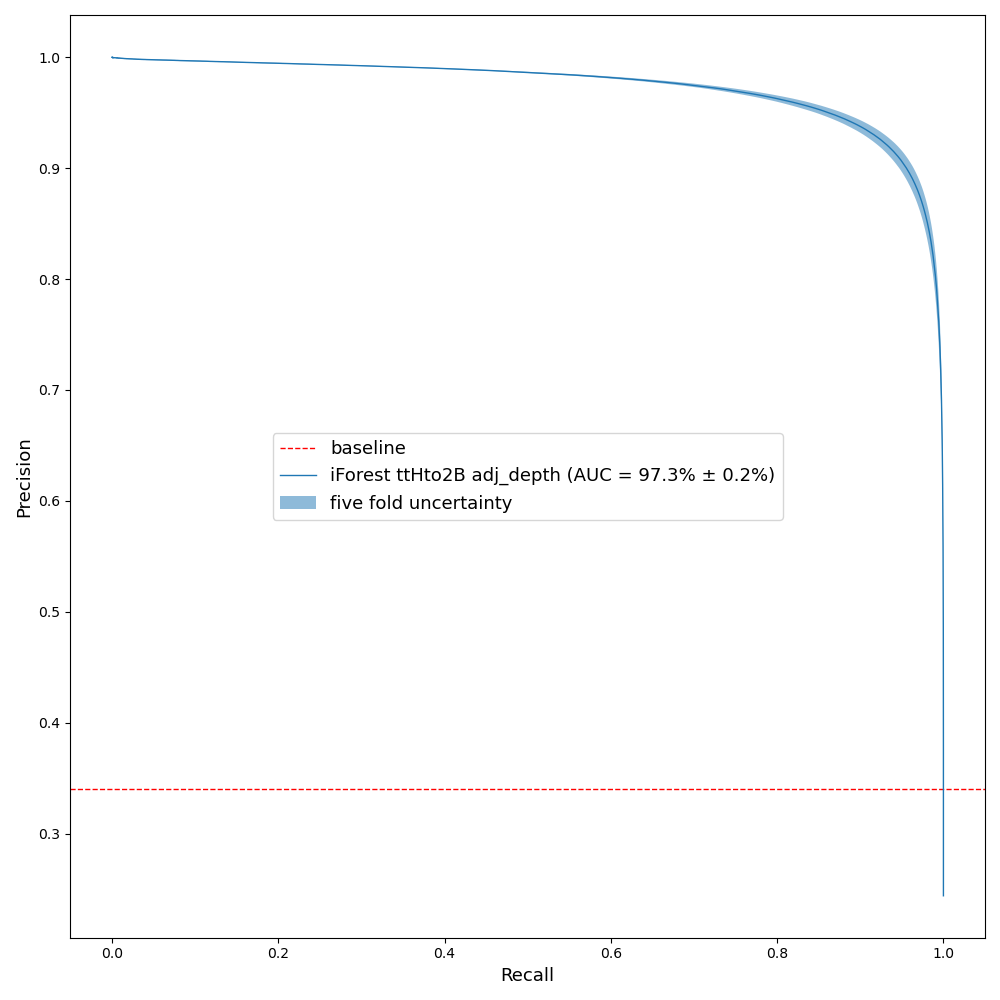 1.0
0.9
0.8
0.7
0.6
0.5
0.4
0.3
Precision
baseline
iForest ttHto2B adj_depth (AUC = 97.3% ± 0.2%)
five fold uncertainty
0.0 0.2 0.4 0.6 0.8 1.0
Recall